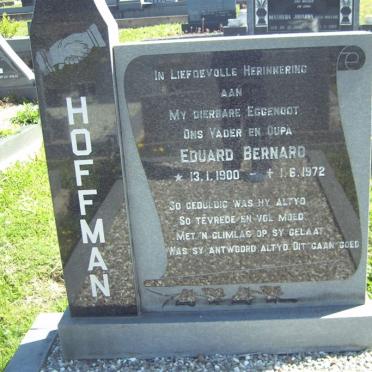 HOFFMAN
IN LIEFDEVOLLE HERINNERING
AAN
MY DIERBARE EGGENOOT
ONS VADER EN OUPA
EDUARD BERNARD
★ 13.1.1900 - + 1.6.1972
SO GEDULDIG WAS HY ALTYD
SO TEVREDE EN VOL MOED
MET 'N GLIMLAG OP SY GELAAT
WAS SY ANTWOORD ALTYD DIT GAAN GOED